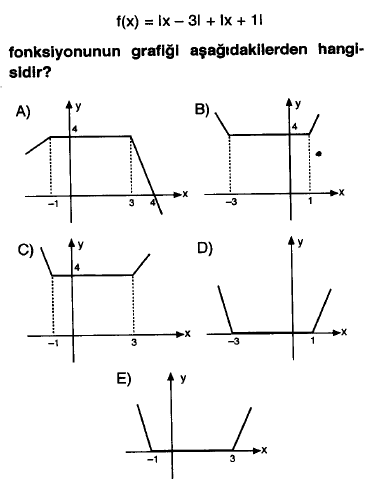 f(x) = |x – 3| + |x + 1|
fonksiyonunun grafiği aşağıdakilerden hangi-
sidir?
A) y 4 -1 3 4 x
B) y 4 -3 1 x
C) y 4 -1 3 x
D) y -3 1 x
E) y -1 3 x